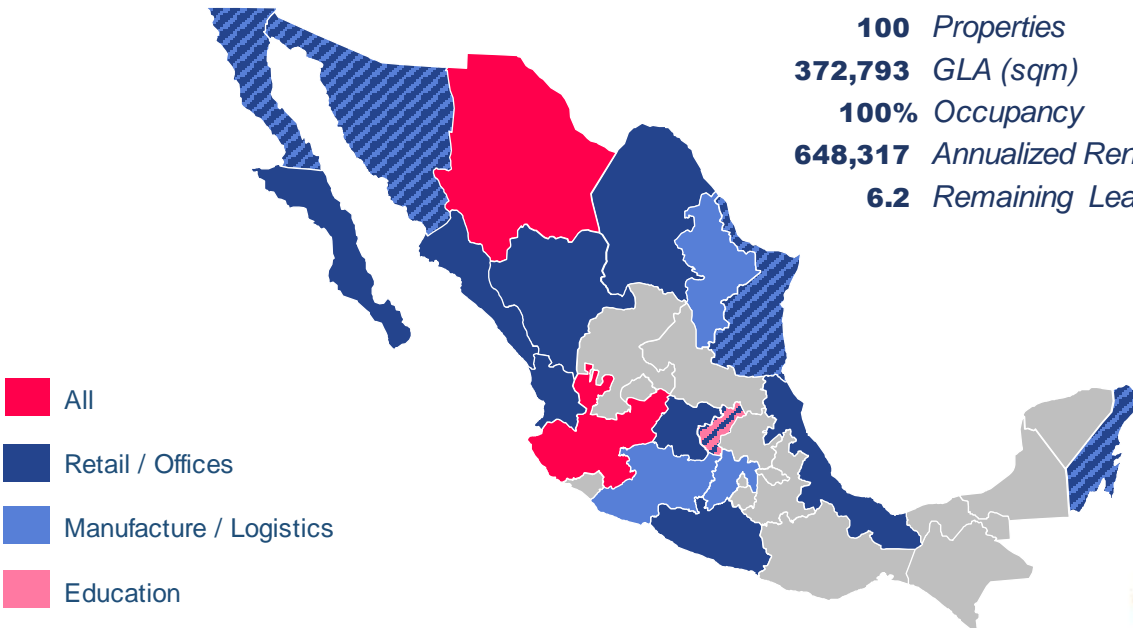 100 Properties
372,793 GLA (sqm)
100% Occupancy
648,317 Annualized
6.2 Remaining
All
Retail / Offices
Manufacture / Logistics
Education